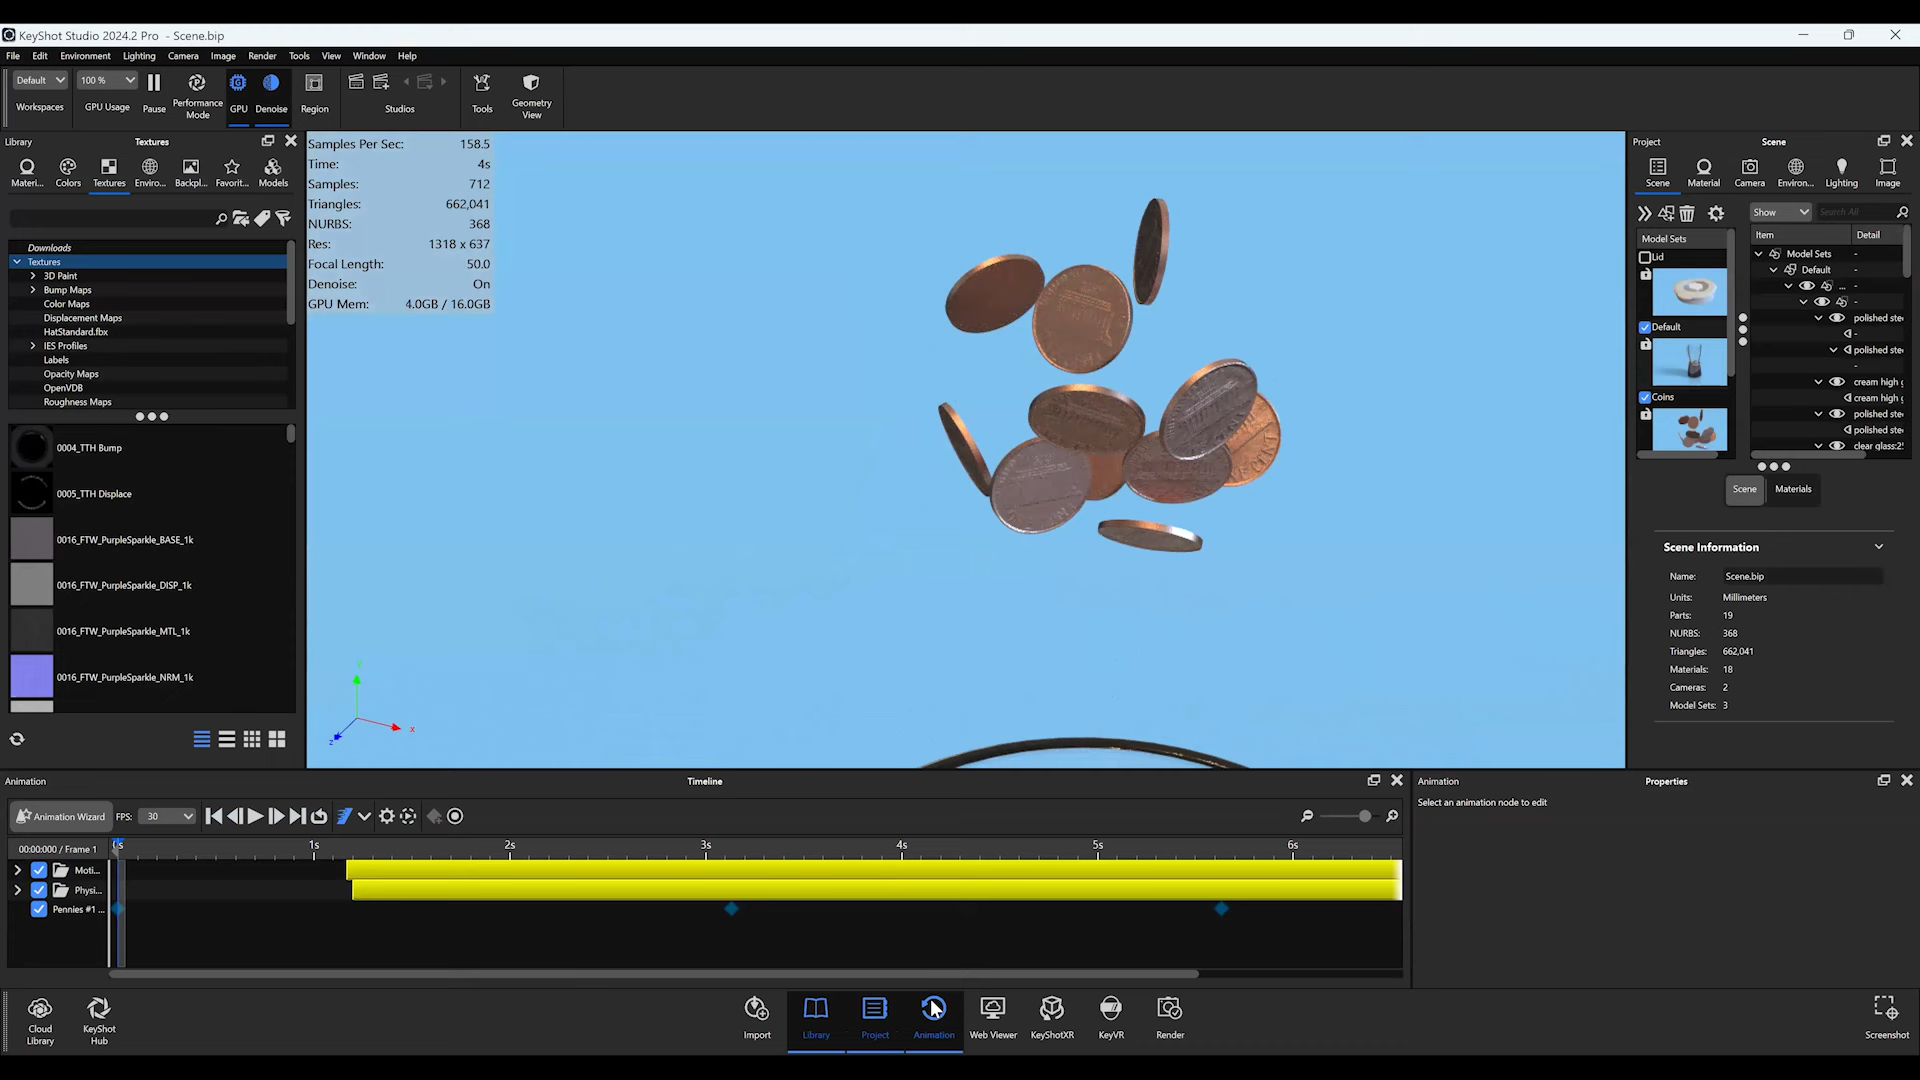 KeyShot Studio 2024.2 Pro - Scene.bip
File Edit Environment Lighting Camera Image Render Tools View Window Help
Default 100 %
Workspaces GPU Usage Pause Performance Mode GPU Denoise Region Studios Tools Geometry View
Library Textures
Materi... Colors Textures Enviro... Backpl... Favorit... Models
Downloads
Textures
3D Paint
Bump Maps
Color Maps
Displacement Maps
HatStandard.fbx
IES Profiles
Labels
Opacity Maps
OpenVDB
Roughness Maps
0004_TTH Bump
0005_TTH Displace
0016_FTW_PurpleSparkle_BASE_1k
0016_FTW_PurpleSparkle_DISP_1k
0016_FTW_PurpleSparkle_MTL_1k
0016_FTW_PurpleSparkle_NRM_1k
Samples Per Sec: 158.5
Time: 4s
Samples: 712
Triangles: 662,041
NURBS: 368
Res: 1318 x 637
Focal Length: 50.0
Denoise: On
GPU Mem: 4.0GB / 16.0GB
Y
X
Z
Project Scene
Scene Material Camera Environ... Lighting Image
Show Search All
Model Sets
Lid
Default
Coins
Item Detail
Model Sets -
Default -
... -
-
polished ste
-
polished ste
-
cream high g
cream high g
polished ste
polished ste
clear glass:2
Scene Materials
Scene Information
Name: Scene.bip
Units: Millimeters
Parts: 19
NURBS: 368
Triangles: 662,041
Materials: 18
Cameras: 2
Model Sets: 3
Animation Timeline
Animation Wizard FPS: 30
00:00:000 / Frame 1 0s 1s 2s 3s 4s 5s 6s
Moti...
Physi...
Pennies #1 ...
Animation Properties
Select an animation node to edit
Cloud Library
KeyShot Hub
Import Library Project Animation Web Viewer KeyShotXR KeyVR Render
Screenshot